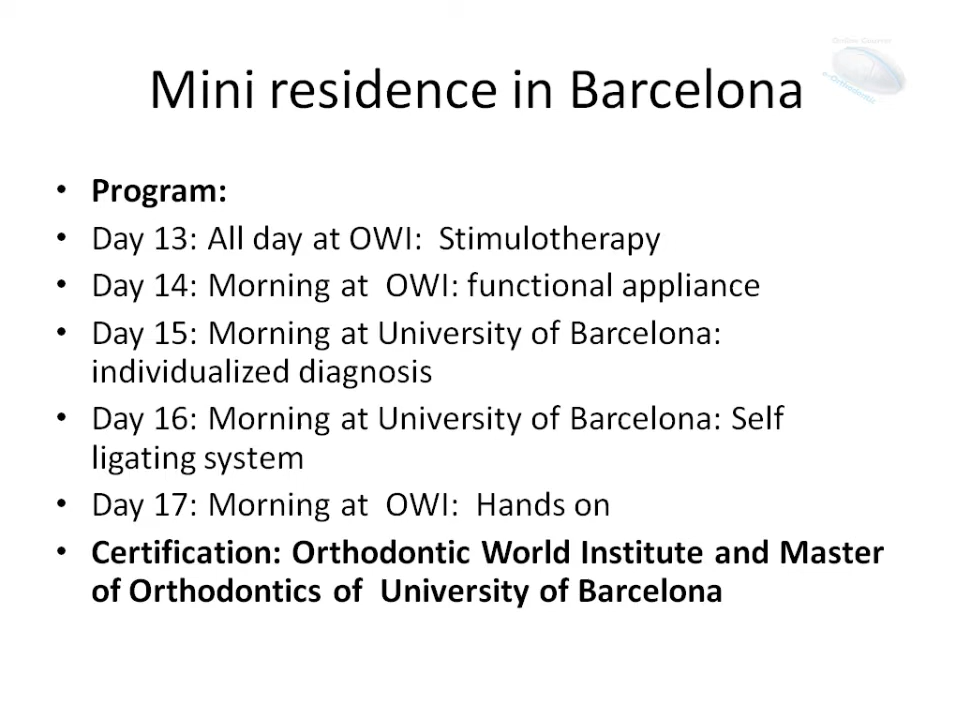 Online Course
e-Orthodontic
Mini residence in Barcelona
• Program:
• Day 13: All day at OWI:  Stimulotherapy
• Day 14: Morning at  OWI: functional appliance
• Day 15: Morning at University of Barcelona:
individualized diagnosis
• Day 16: Morning at University of Barcelona: Self
ligating system
• Day 17: Morning at  OWI:  Hands on
• Certification: Orthodontic World Institute and Master
of Orthodontics of  University of Barcelona